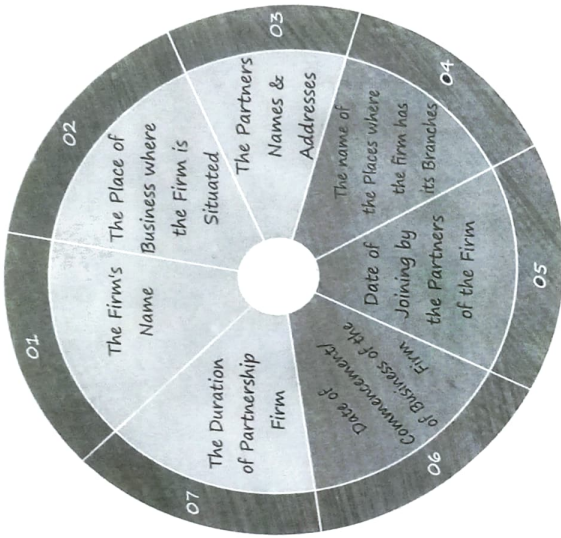 01
The Firm's
Name
02
The Place of
Business where
the Firm is
Situated
03
The Partners
Names &
Addresses
04
The name of
the Places where
the firm has
its Branches
05
Date of
Joining by
the Partners
of the Firm
06
Date of
Commencement/
of Business of the
Firm
07
The Duration
of Partnership
Firm